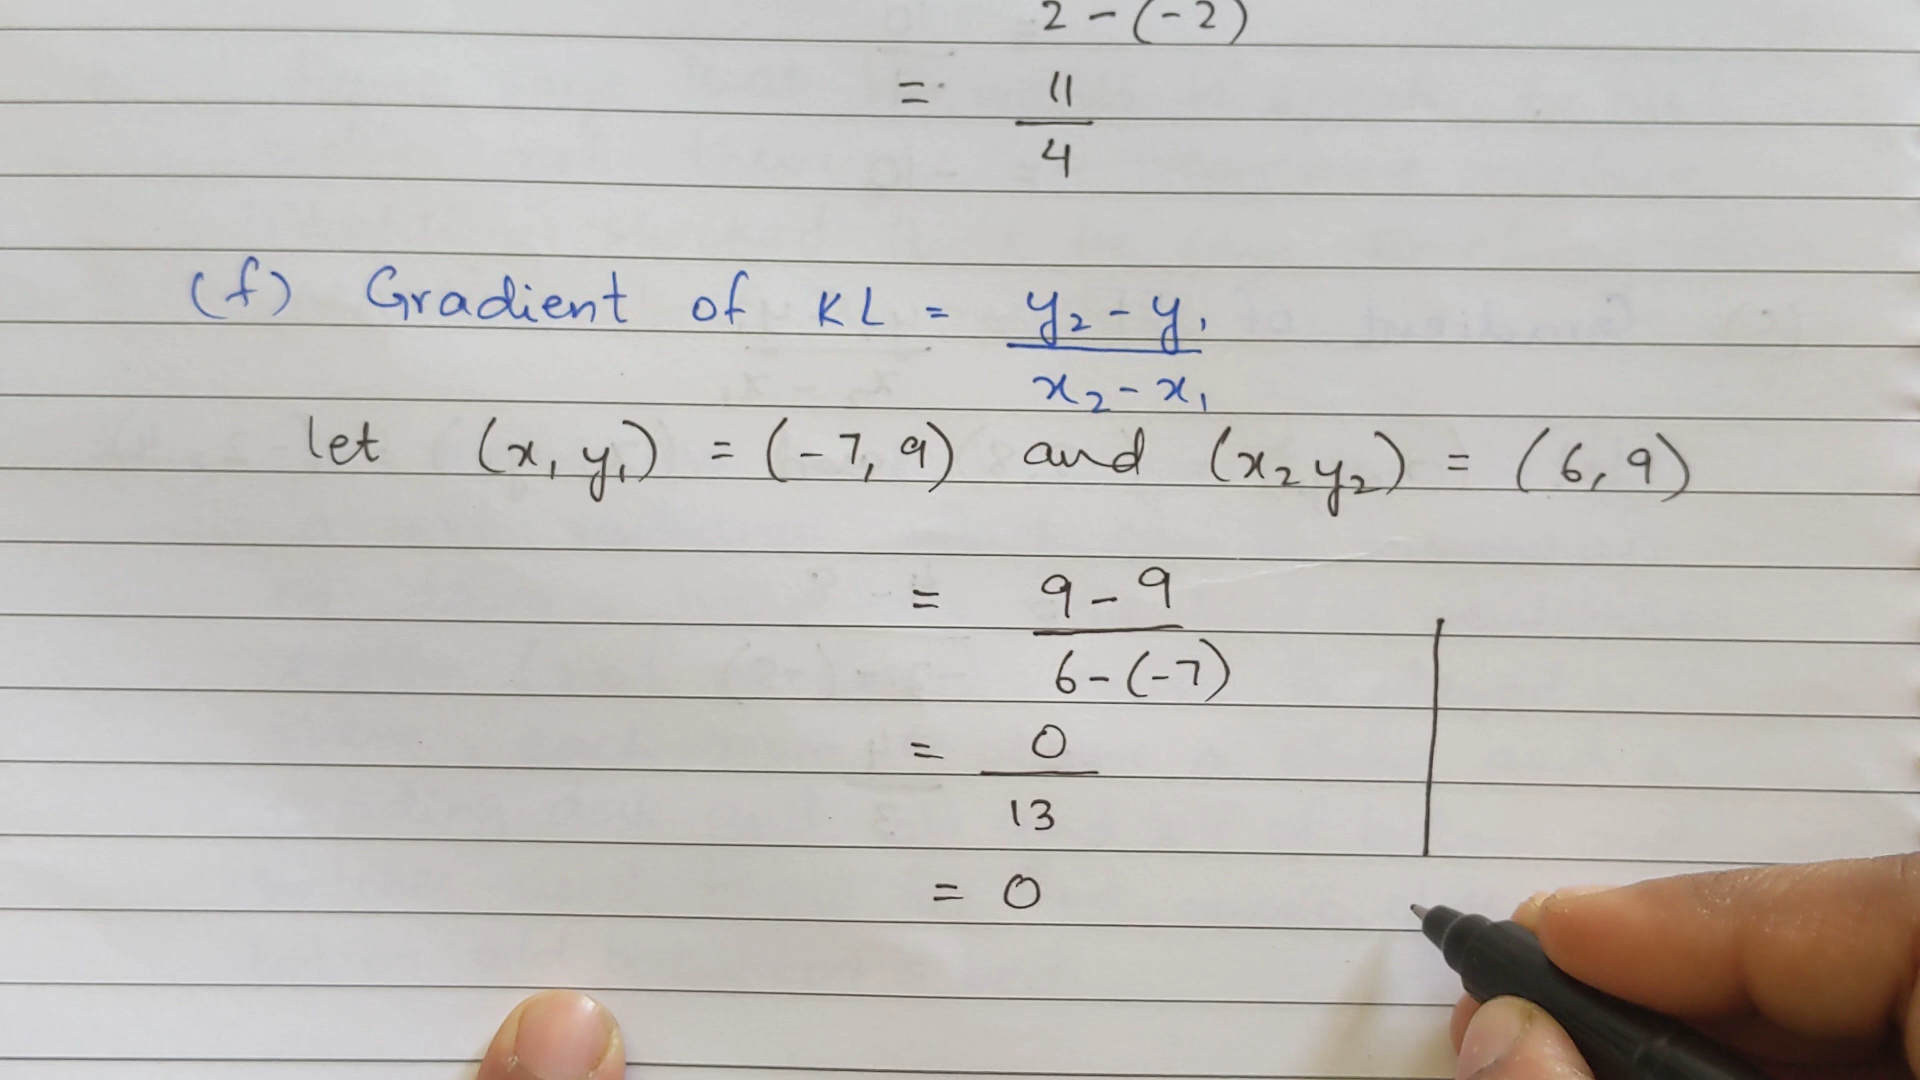 2 - (-2)
= 11
4
(f) Gradient of KL = y₂ - y₁
x₂ - x₁
let (x₁ y₁) = (-7, 9) and (x₂ y₂) = (6, 9)
= 9 - 9
6 - (-7)
= 0
13
= 0